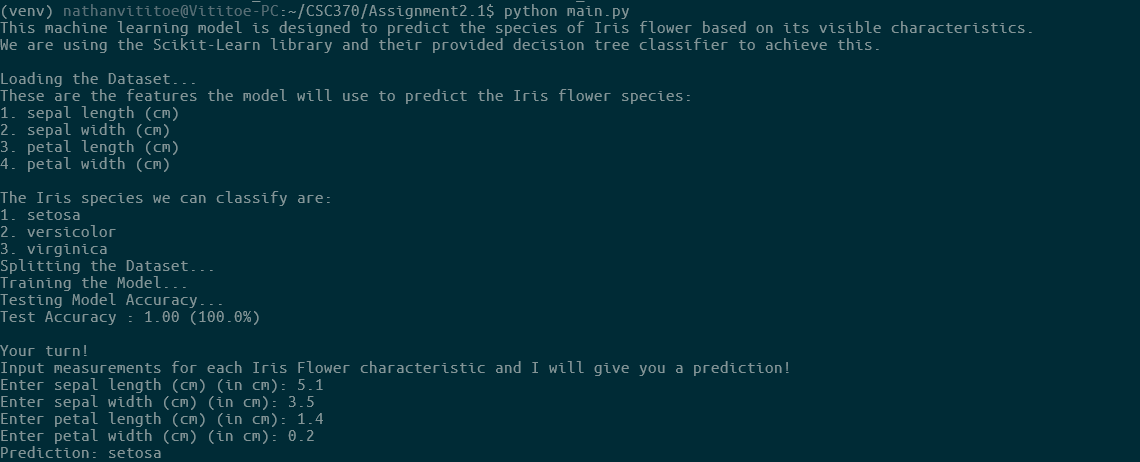 (venv) nathanvititoe@Vititoe-PC:~/CSC370/Assignment2.1$ python main.py
This machine learning model is designed to predict the species of Iris flower based on its visible characteristics.
We are using the Scikit-Learn library and their provided decision tree classifier to achieve this.
Loading the Dataset...
These are the features the model will use to predict the Iris flower species:
1. sepal length (cm)
2. sepal width (cm)
3. petal length (cm)
4. petal width (cm)
The Iris species we can classify are:
1. setosa
2. versicolor
3. virginica
Splitting the Dataset...
Training the Model...
Testing Model Accuracy...
Test Accuracy : 1.00 (100.0%)
Your turn!
Input measurements for each Iris Flower characteristic and I will give you a prediction!
Enter sepal length (cm) (in cm): 5.1
Enter sepal width (cm) (in cm): 3.5
Enter petal length (cm) (in cm): 1.4
Enter petal width (cm) (in cm): 0.2
Prediction: setosa